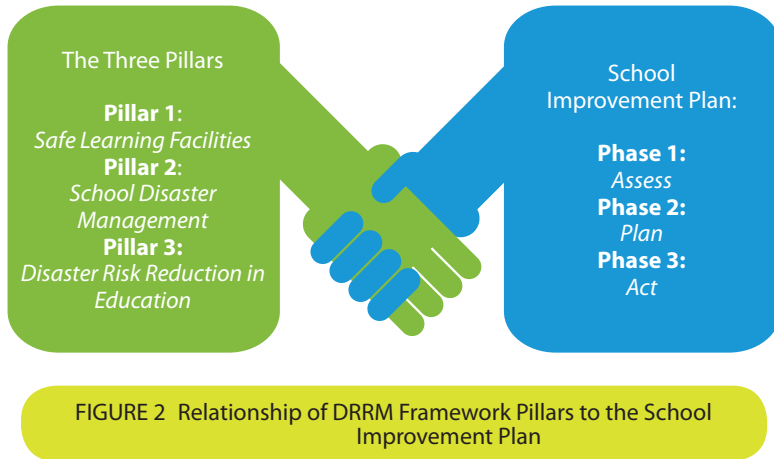 The Three Pillars
Pillar 1:
Safe Learning Facilities
Pillar 2:
School Disaster
Management
Pillar 3:
Disaster Risk Reduction in
Education
School
Improvement Plan:
Phase 1:
Assess
Phase 2:
Plan
Phase 3:
Act
FIGURE 2 Relationship of DRRM Framework Pillars to the School
Improvement Plan